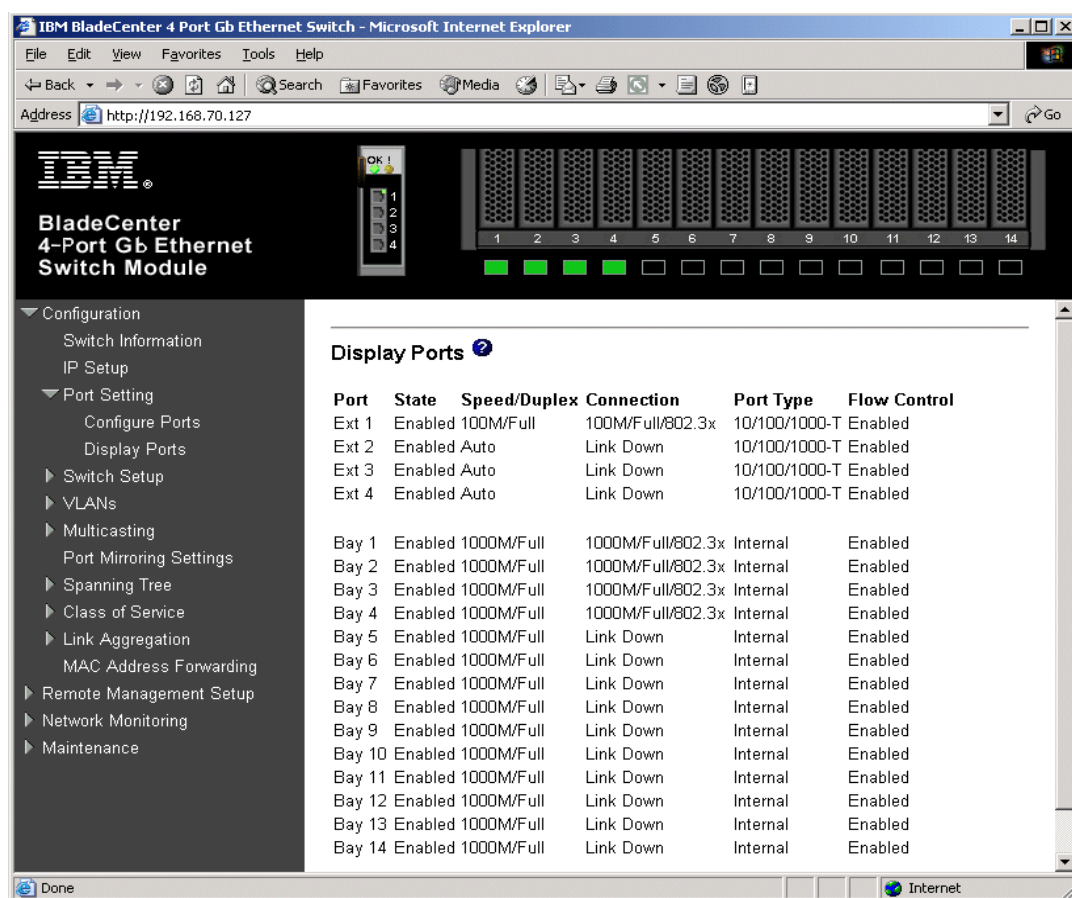 IBM BladeCenter 4 Port Gb Ethernet Switch - Microsoft Internet Explorer
File Edit View Favorites Tools Help
Back Search Favorites Media
Address http://192.168.70.127 Go
IBM®
BladeCenter
4-Port Gb Ethernet
Switch Module
OK !
1
2
3
4
1 2 3 4 5 6 7 8 9 10 11 12 13 14
Configuration
Switch Information
IP Setup
Port Setting
Configure Ports
Display Ports
Switch Setup
VLANs
Multicasting
Port Mirroring Settings
Spanning Tree
Class of Service
Link Aggregation
MAC Address Forwarding
Remote Management Setup
Network Monitoring
Maintenance
Display Ports ?
Port State Speed/Duplex Connection Port Type Flow Control
Ext 1 Enabled 100M/Full 100M/Full/802.3x 10/100/1000-T Enabled
Ext 2 Enabled Auto Link Down 10/100/1000-T Enabled
Ext 3 Enabled Auto Link Down 10/100/1000-T Enabled
Ext 4 Enabled Auto Link Down 10/100/1000-T Enabled
Bay 1 Enabled 1000M/Full 1000M/Full/802.3x Internal Enabled
Bay 2 Enabled 1000M/Full 1000M/Full/802.3x Internal Enabled
Bay 3 Enabled 1000M/Full 1000M/Full/802.3x Internal Enabled
Bay 4 Enabled 1000M/Full 1000M/Full/802.3x Internal Enabled
Bay 5 Enabled 1000M/Full Link Down Internal Enabled
Bay 6 Enabled 1000M/Full Link Down Internal Enabled
Bay 7 Enabled 1000M/Full Link Down Internal Enabled
Bay 8 Enabled 1000M/Full Link Down Internal Enabled
Bay 9 Enabled 1000M/Full Link Down Internal Enabled
Bay 10 Enabled 1000M/Full Link Down Internal Enabled
Bay 11 Enabled 1000M/Full Link Down Internal Enabled
Bay 12 Enabled 1000M/Full Link Down Internal Enabled
Bay 13 Enabled 1000M/Full Link Down Internal Enabled
Bay 14 Enabled 1000M/Full Link Down Internal Enabled
Done Internet